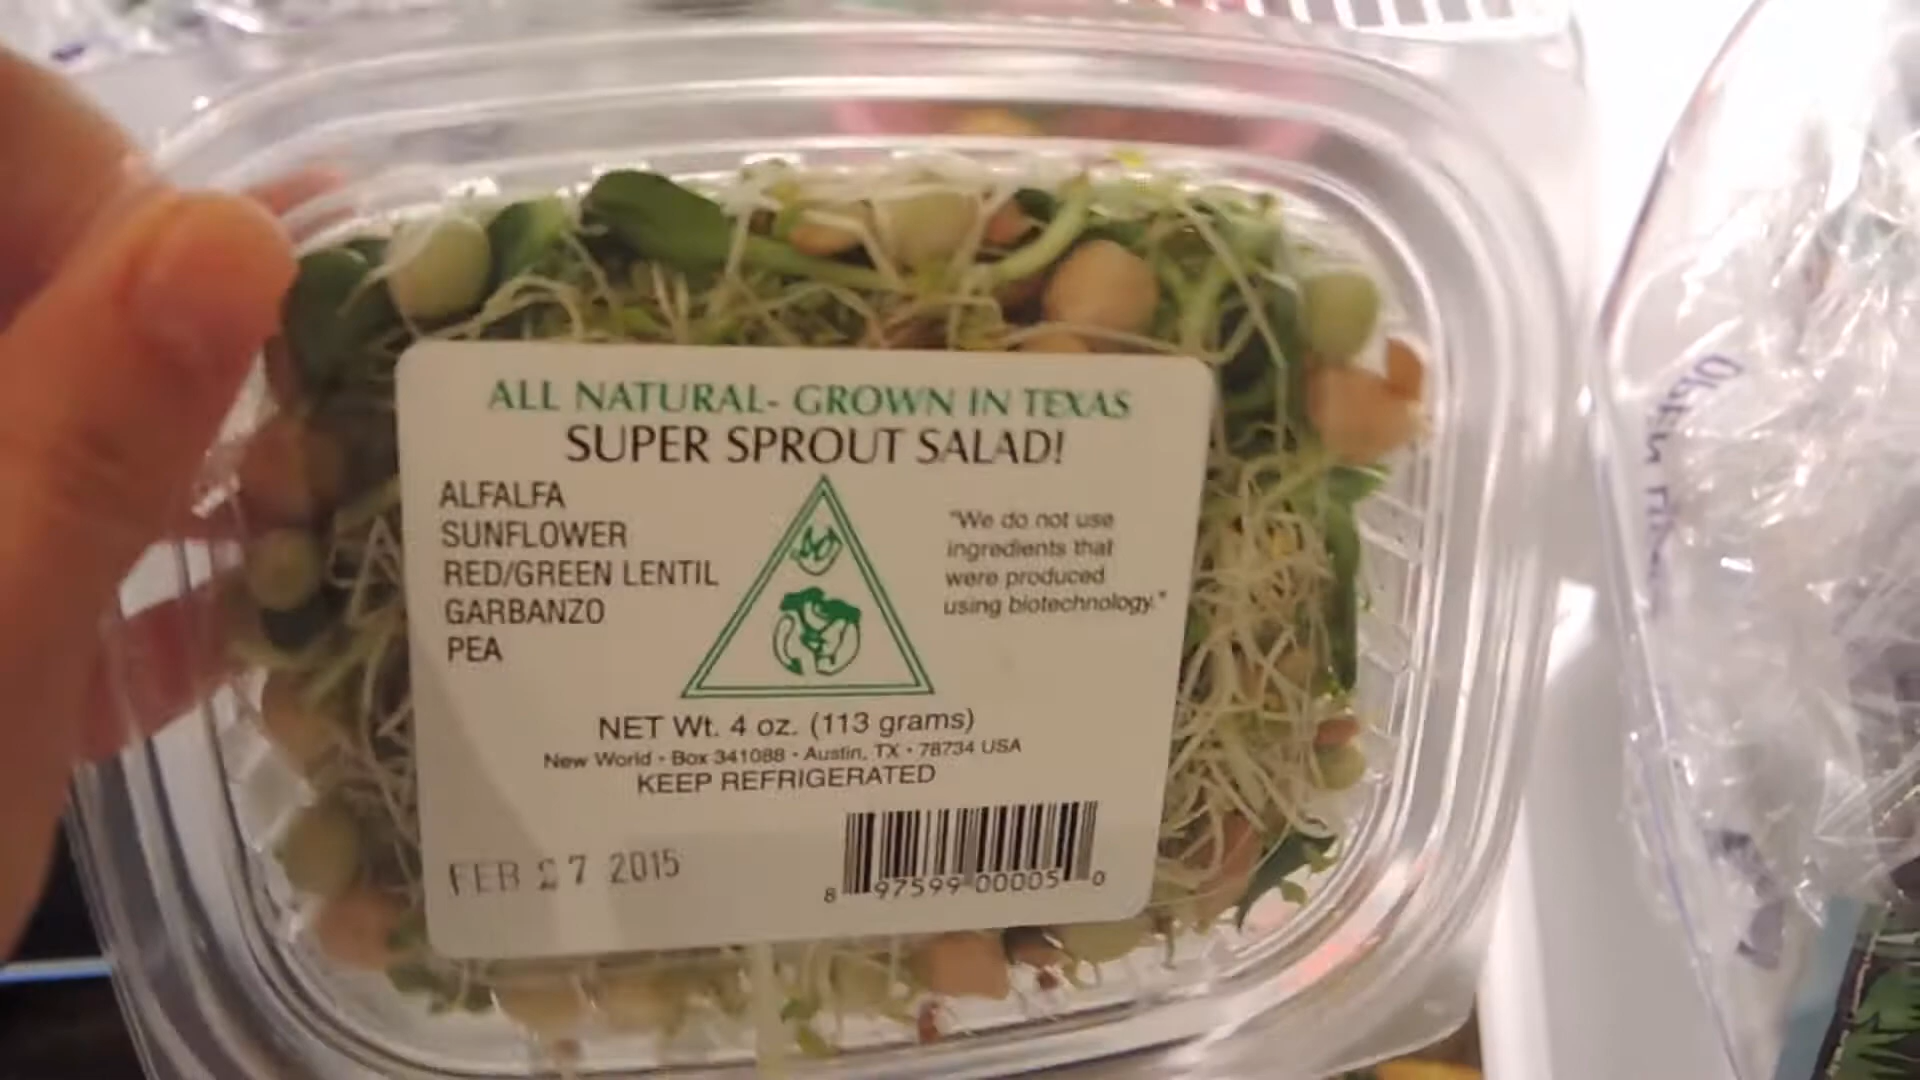 ALL NATURAL- GROWN IN TEXAS
SUPER SPROUT SALAD!
ALFALFA
SUNFLOWER
RED/GREEN LENTIL
GARBANZO
PEA
"We do not use
ingredients that
were produced
using biotechnology."
NET Wt. 4 oz. (113 grams)
New World - Box 341088 - Austin, TX - 78734 USA
KEEP REFRIGERATED
FEB 27 2015
8 97599 00005 0